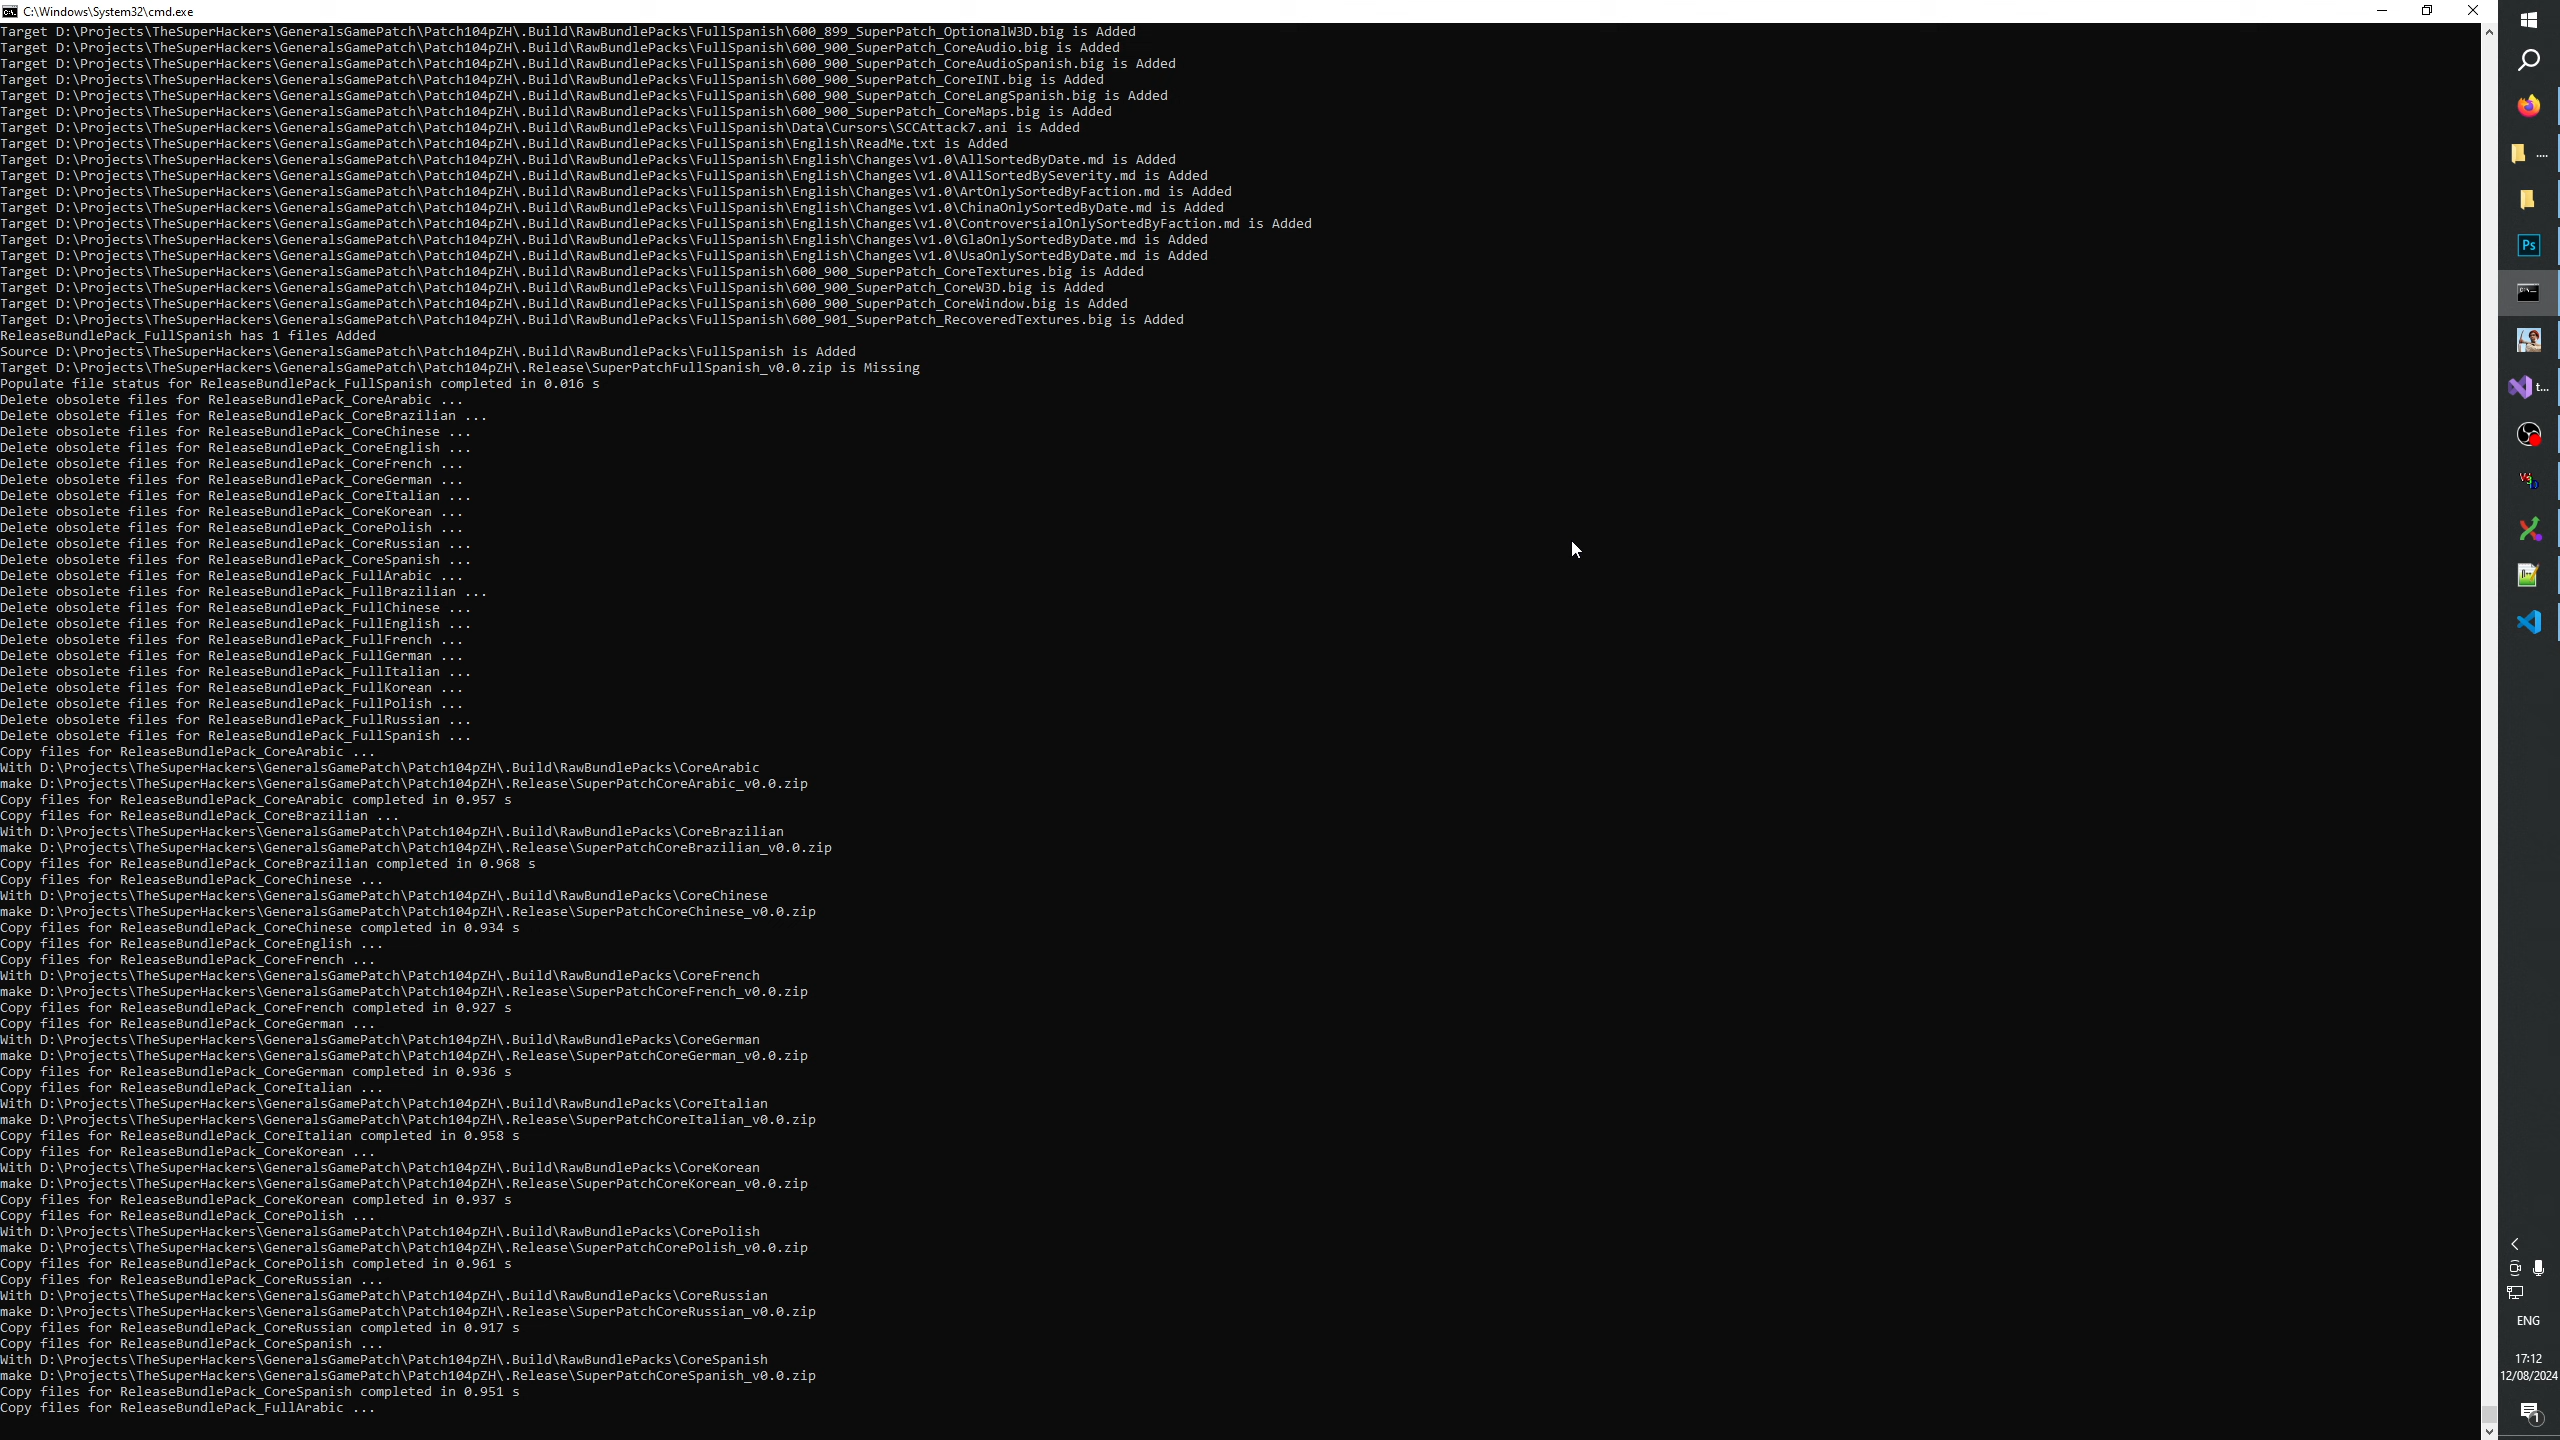 C:\Windows\System32\cmd.exe
Target D:\Projects\TheSuperHackers\GeneralsGamePatch\Patch104pZH\.Build\RawBundlePacks\FullSpanish\600_899_SuperPatch_OptionalW3D.big is Added
Target D:\Projects\TheSuperHackers\GeneralsGamePatch\Patch104pZH\.Build\RawBundlePacks\FullSpanish\600_900_SuperPatch_CoreAudio.big is Added
Target D:\Projects\TheSuperHackers\GeneralsGamePatch\Patch104pZH\.Build\RawBundlePacks\FullSpanish\600_900_SuperPatch_CoreAudioSpanish.big is Added
Target D:\Projects\TheSuperHackers\GeneralsGamePatch\Patch104pZH\.Build\RawBundlePacks\FullSpanish\600_900_SuperPatch_CoreINI.big is Added
Target D:\Projects\TheSuperHackers\GeneralsGamePatch\Patch104pZH\.Build\RawBundlePacks\FullSpanish\600_900_SuperPatch_CoreLangSpanish.big is Added
Target D:\Projects\TheSuperHackers\GeneralsGamePatch\Patch104pZH\.Build\RawBundlePacks\FullSpanish\600_900_SuperPatch_CoreMaps.big is Added
Target D:\Projects\TheSuperHackers\GeneralsGamePatch\Patch104pZH\.Build\RawBundlePacks\FullSpanish\Data\Cursors\SCCAttack7.ani is Added
Target D:\Projects\TheSuperHackers\GeneralsGamePatch\Patch104pZH\.Build\RawBundlePacks\FullSpanish\English\ReadMe.txt is Added
Target D:\Projects\TheSuperHackers\GeneralsGamePatch\Patch104pZH\.Build\RawBundlePacks\FullSpanish\English\Changes\v1.0\AllSortedByDate.md is Added
Target D:\Projects\TheSuperHackers\GeneralsGamePatch\Patch104pZH\.Build\RawBundlePacks\FullSpanish\English\Changes\v1.0\AllSortedBySeverity.md is Added
Target D:\Projects\TheSuperHackers\GeneralsGamePatch\Patch104pZH\.Build\RawBundlePacks\FullSpanish\English\Changes\v1.0\ArtOnlySortedByFaction.md is Added
Target D:\Projects\TheSuperHackers\GeneralsGamePatch\Patch104pZH\.Build\RawBundlePacks\FullSpanish\English\Changes\v1.0\ChinaOnlySortedByDate.md is Added
Target D:\Projects\TheSuperHackers\GeneralsGamePatch\Patch104pZH\.Build\RawBundlePacks\FullSpanish\English\Changes\v1.0\ControversialOnlySortedByFaction.md is Added
Target D:\Projects\TheSuperHackers\GeneralsGamePatch\Patch104pZH\.Build\RawBundlePacks\FullSpanish\English\Changes\v1.0\GlaOnlySortedByDate.md is Added
Target D:\Projects\TheSuperHackers\GeneralsGamePatch\Patch104pZH\.Build\RawBundlePacks\FullSpanish\English\Changes\v1.0\UsaOnlySortedByDate.md is Added
Target D:\Projects\TheSuperHackers\GeneralsGamePatch\Patch104pZH\.Build\RawBundlePacks\FullSpanish\600_900_SuperPatch_CoreTextures.big is Added
Target D:\Projects\TheSuperHackers\GeneralsGamePatch\Patch104pZH\.Build\RawBundlePacks\FullSpanish\600_900_SuperPatch_CoreW3D.big is Added
Target D:\Projects\TheSuperHackers\GeneralsGamePatch\Patch104pZH\.Build\RawBundlePacks\FullSpanish\600_900_SuperPatch_CoreWindow.big is Added
Target D:\Projects\TheSuperHackers\GeneralsGamePatch\Patch104pZH\.Build\RawBundlePacks\FullSpanish\600_901_SuperPatch_RecoveredTextures.big is Added
ReleaseBundlePack_FullSpanish has 1 files Added
Source D:\Projects\TheSuperHackers\GeneralsGamePatch\Patch104pZH\.Build\RawBundlePacks\FullSpanish is Added
Target D:\Projects\TheSuperHackers\GeneralsGamePatch\Patch104pZH\.Release\SuperPatchFullSpanish_v0.0.zip is Missing
Populate file status for ReleaseBundlePack_FullSpanish completed in 0.016 s
Delete obsolete files for ReleaseBundlePack_CoreArabic ...
Delete obsolete files for ReleaseBundlePack_CoreBrazilian ...
Delete obsolete files for ReleaseBundlePack_CoreChinese ...
Delete obsolete files for ReleaseBundlePack_CoreEnglish ...
Delete obsolete files for ReleaseBundlePack_CoreFrench ...
Delete obsolete files for ReleaseBundlePack_CoreGerman ...
Delete obsolete files for ReleaseBundlePack_CoreItalian ...
Delete obsolete files for ReleaseBundlePack_CoreKorean ...
Delete obsolete files for ReleaseBundlePack_CorePolish ...
Delete obsolete files for ReleaseBundlePack_CoreRussian ...
Delete obsolete files for ReleaseBundlePack_CoreSpanish ...
Delete obsolete files for ReleaseBundlePack_FullArabic ...
Delete obsolete files for ReleaseBundlePack_FullBrazilian ...
Delete obsolete files for ReleaseBundlePack_FullChinese ...
Delete obsolete files for ReleaseBundlePack_FullEnglish ...
Delete obsolete files for ReleaseBundlePack_FullFrench ...
Delete obsolete files for ReleaseBundlePack_FullGerman ...
Delete obsolete files for ReleaseBundlePack_FullItalian ...
Delete obsolete files for ReleaseBundlePack_FullKorean ...
Delete obsolete files for ReleaseBundlePack_FullPolish ...
Delete obsolete files for ReleaseBundlePack_FullRussian ...
Delete obsolete files for ReleaseBundlePack_FullSpanish ...
Copy files for ReleaseBundlePack_CoreArabic ...
With D:\Projects\TheSuperHackers\GeneralsGamePatch\Patch104pZH\.Build\RawBundlePacks\CoreArabic
make D:\Projects\TheSuperHackers\GeneralsGamePatch\Patch104pZH\.Release\SuperPatchCoreArabic_v0.0.zip
Copy files for ReleaseBundlePack_CoreArabic completed in 0.957 s
Copy files for ReleaseBundlePack_CoreBrazilian ...
With D:\Projects\TheSuperHackers\GeneralsGamePatch\Patch104pZH\.Build\RawBundlePacks\CoreBrazilian
make D:\Projects\TheSuperHackers\GeneralsGamePatch\Patch104pZH\.Release\SuperPatchCoreBrazilian_v0.0.zip
Copy files for ReleaseBundlePack_CoreBrazilian completed in 0.968 s
Copy files for ReleaseBundlePack_CoreChinese ...
With D:\Projects\TheSuperHackers\GeneralsGamePatch\Patch104pZH\.Build\RawBundlePacks\CoreChinese
make D:\Projects\TheSuperHackers\GeneralsGamePatch\Patch104pZH\.Release\SuperPatchCoreChinese_v0.0.zip
Copy files for ReleaseBundlePack_CoreChinese completed in 0.934 s
Copy files for ReleaseBundlePack_CoreEnglish ...
Copy files for ReleaseBundlePack_CoreFrench ...
With D:\Projects\TheSuperHackers\GeneralsGamePatch\Patch104pZH\.Build\RawBundlePacks\CoreFrench
make D:\Projects\TheSuperHackers\GeneralsGamePatch\Patch104pZH\.Release\SuperPatchCoreFrench_v0.0.zip
Copy files for ReleaseBundlePack_CoreFrench completed in 0.927 s
Copy files for ReleaseBundlePack_CoreGerman ...
With D:\Projects\TheSuperHackers\GeneralsGamePatch\Patch104pZH\.Build\RawBundlePacks\CoreGerman
make D:\Projects\TheSuperHackers\GeneralsGamePatch\Patch104pZH\.Release\SuperPatchCoreGerman_v0.0.zip
Copy files for ReleaseBundlePack_CoreGerman completed in 0.936 s
Copy files for ReleaseBundlePack_CoreItalian ...
With D:\Projects\TheSuperHackers\GeneralsGamePatch\Patch104pZH\.Build\RawBundlePacks\CoreItalian
make D:\Projects\TheSuperHackers\GeneralsGamePatch\Patch104pZH\.Release\SuperPatchCoreItalian_v0.0.zip
Copy files for ReleaseBundlePack_CoreItalian completed in 0.958 s
Copy files for ReleaseBundlePack_CoreKorean ...
With D:\Projects\TheSuperHackers\GeneralsGamePatch\Patch104pZH\.Build\RawBundlePacks\CoreKorean
make D:\Projects\TheSuperHackers\GeneralsGamePatch\Patch104pZH\.Release\SuperPatchCoreKorean_v0.0.zip
Copy files for ReleaseBundlePack_CoreKorean completed in 0.937 s
Copy files for ReleaseBundlePack_CorePolish ...
With D:\Projects\TheSuperHackers\GeneralsGamePatch\Patch104pZH\.Build\RawBundlePacks\CorePolish
make D:\Projects\TheSuperHackers\GeneralsGamePatch\Patch104pZH\.Release\SuperPatchCorePolish_v0.0.zip
Copy files for ReleaseBundlePack_CorePolish completed in 0.961 s
Copy files for ReleaseBundlePack_CoreRussian ...
With D:\Projects\TheSuperHackers\GeneralsGamePatch\Patch104pZH\.Build\RawBundlePacks\CoreRussian
make D:\Projects\TheSuperHackers\GeneralsGamePatch\Patch104pZH\.Release\SuperPatchCoreRussian_v0.0.zip
Copy files for ReleaseBundlePack_CoreRussian completed in 0.917 s
Copy files for ReleaseBundlePack_CoreSpanish ...
With D:\Projects\TheSuperHackers\GeneralsGamePatch\Patch104pZH\.Build\RawBundlePacks\CoreSpanish
make D:\Projects\TheSuperHackers\GeneralsGamePatch\Patch104pZH\.Release\SuperPatchCoreSpanish_v0.0.zip
Copy files for ReleaseBundlePack_CoreSpanish completed in 0.951 s
Copy files for ReleaseBundlePack_FullArabic ...
....
Ps
t...
ENG
17:12
12/08/2024
1